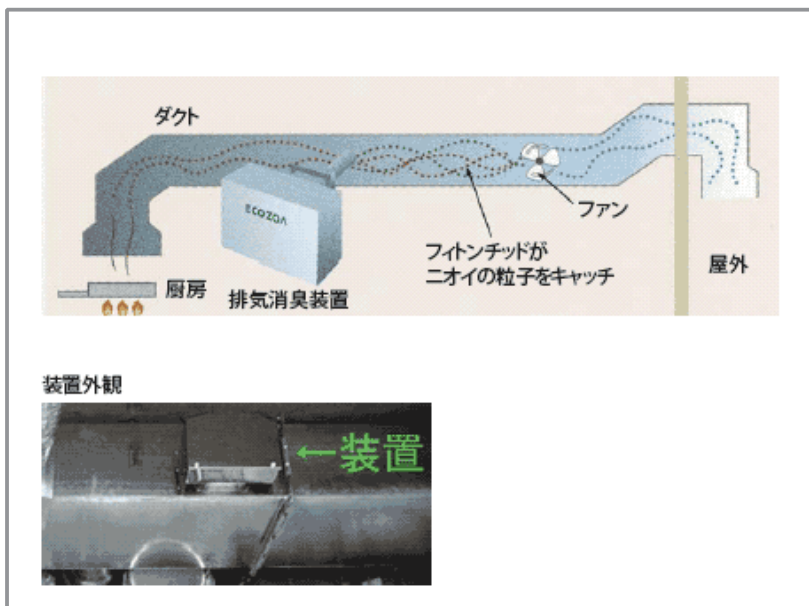 ダクト
ECOZOA
ファン
フィトンチッドが
ニオイの粒子をキャッチ
厨房
排気消臭装置
屋外
装置外観
←装置